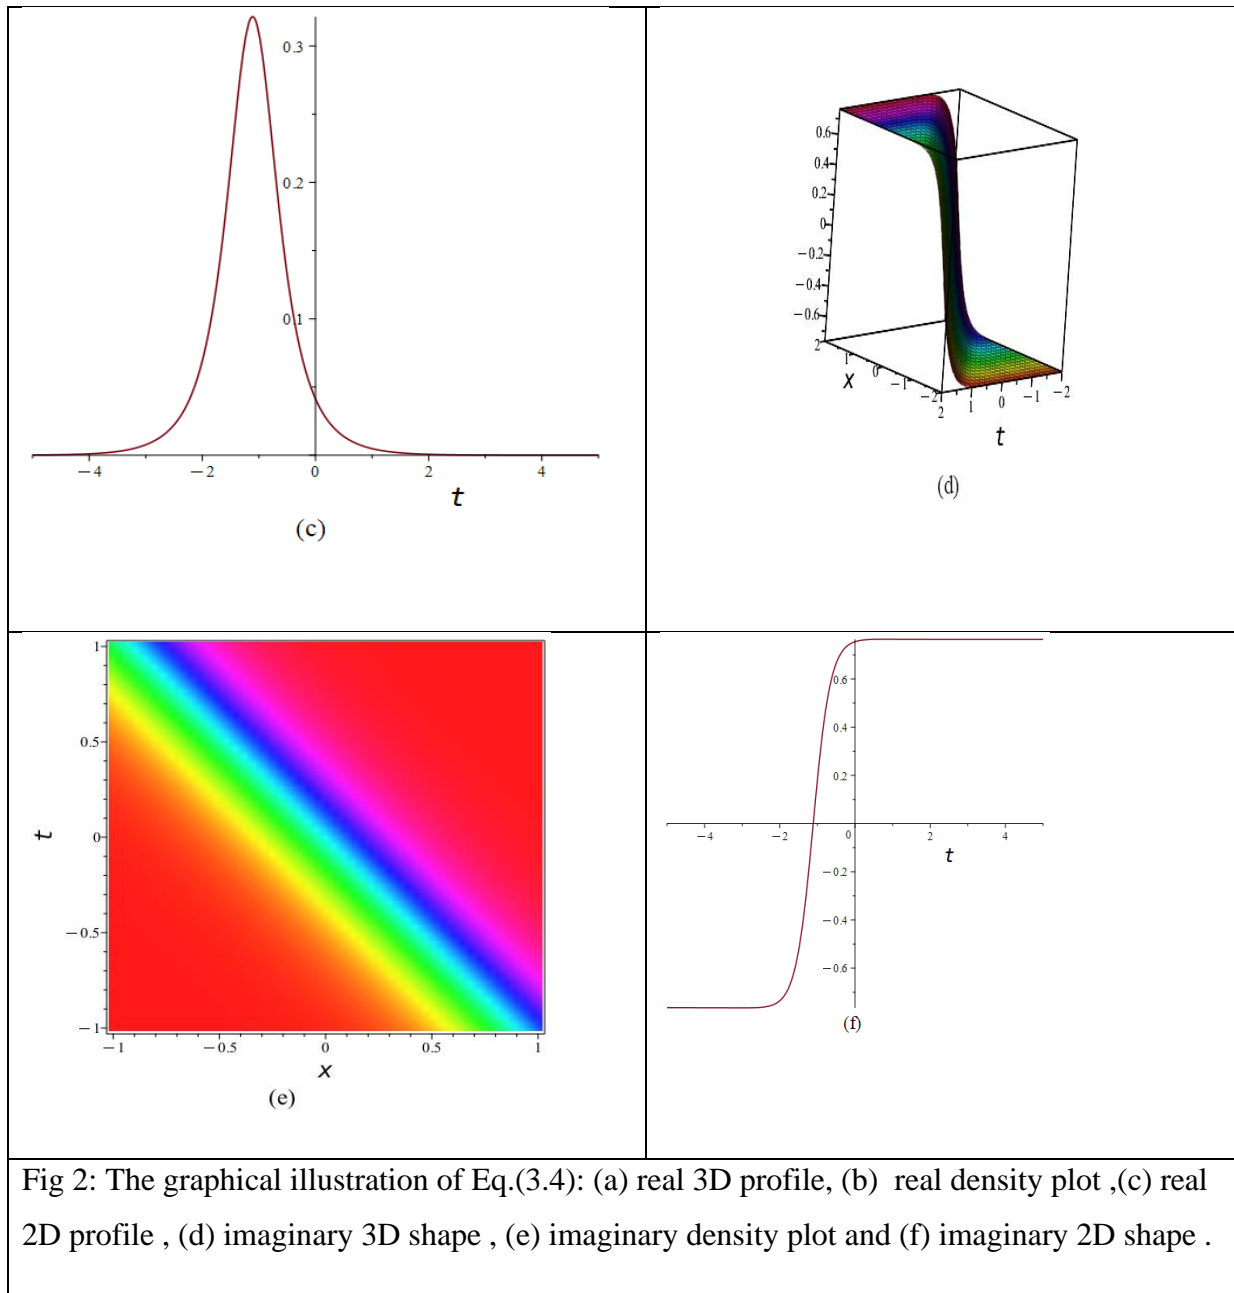 0.3
0.2
0.1
−4 −2 0 2 4
t
(c)
0.6
0.4
0.2
0
−0.2
−0.4
−0.6
2 1 0 −1 −2
x
2 1 0 −1 −2
t
(d)
1
0.5
0
−0.5
−1
t
−1 −0.5 0 0.5 1
x
(e)
0.6
0.4
0.2
−4 −2 0 2 4
t
−0.2
−0.4
−0.6
(f)
Fig 2: The graphical illustration of Eq.(3.4): (a) real 3D profile, (b) real density plot ,(c) real
2D profile , (d) imaginary 3D shape , (e) imaginary density plot and (f) imaginary 2D shape .